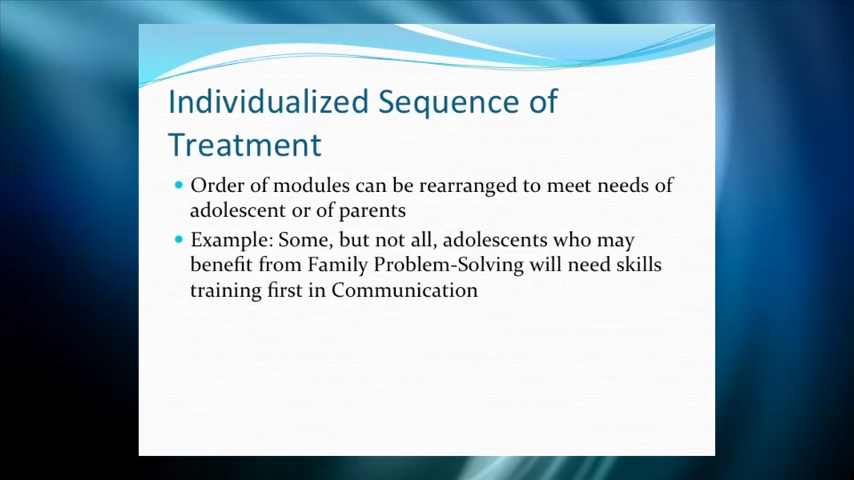 Individualized Sequence of
Treatment
• Order of modules can be rearranged to meet needs of
adolescent or of parents
• Example: Some, but not all, adolescents who may
benefit from Family Problem-Solving will need skills
training first in Communication